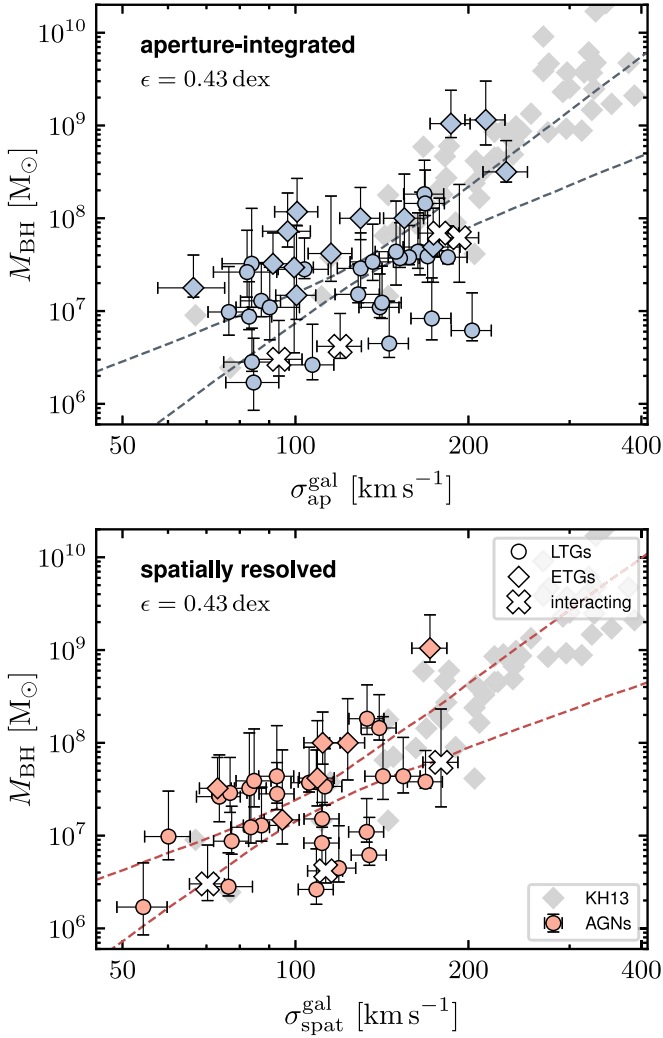 aperture-integrated
ϵ = 0.43 dex
10^10
10^9
10^8
10^7
10^6
M_BH [M_⊙]
50 100 200 400
σ_ap^gal [km s^−1]
spatially resolved
ϵ = 0.43 dex
LTGs
ETGs
interacting
10^10
10^9
10^8
10^7
10^6
M_BH [M_⊙]
KH13
AGNs
50 100 200 400
σ_spat^gal [km s^−1]